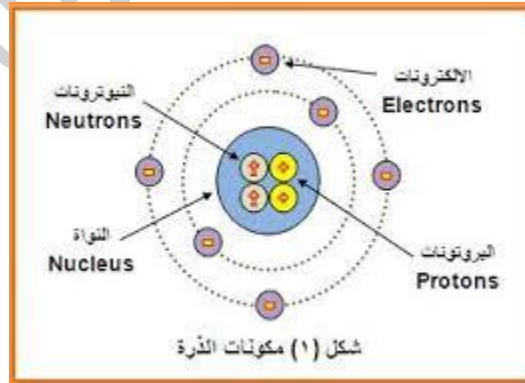 الالكترونات
Electrons
النيوترونات
Neutrons
النواة
Nucleus
البروتونات
Protons
شكل (١) مكونات الذرة